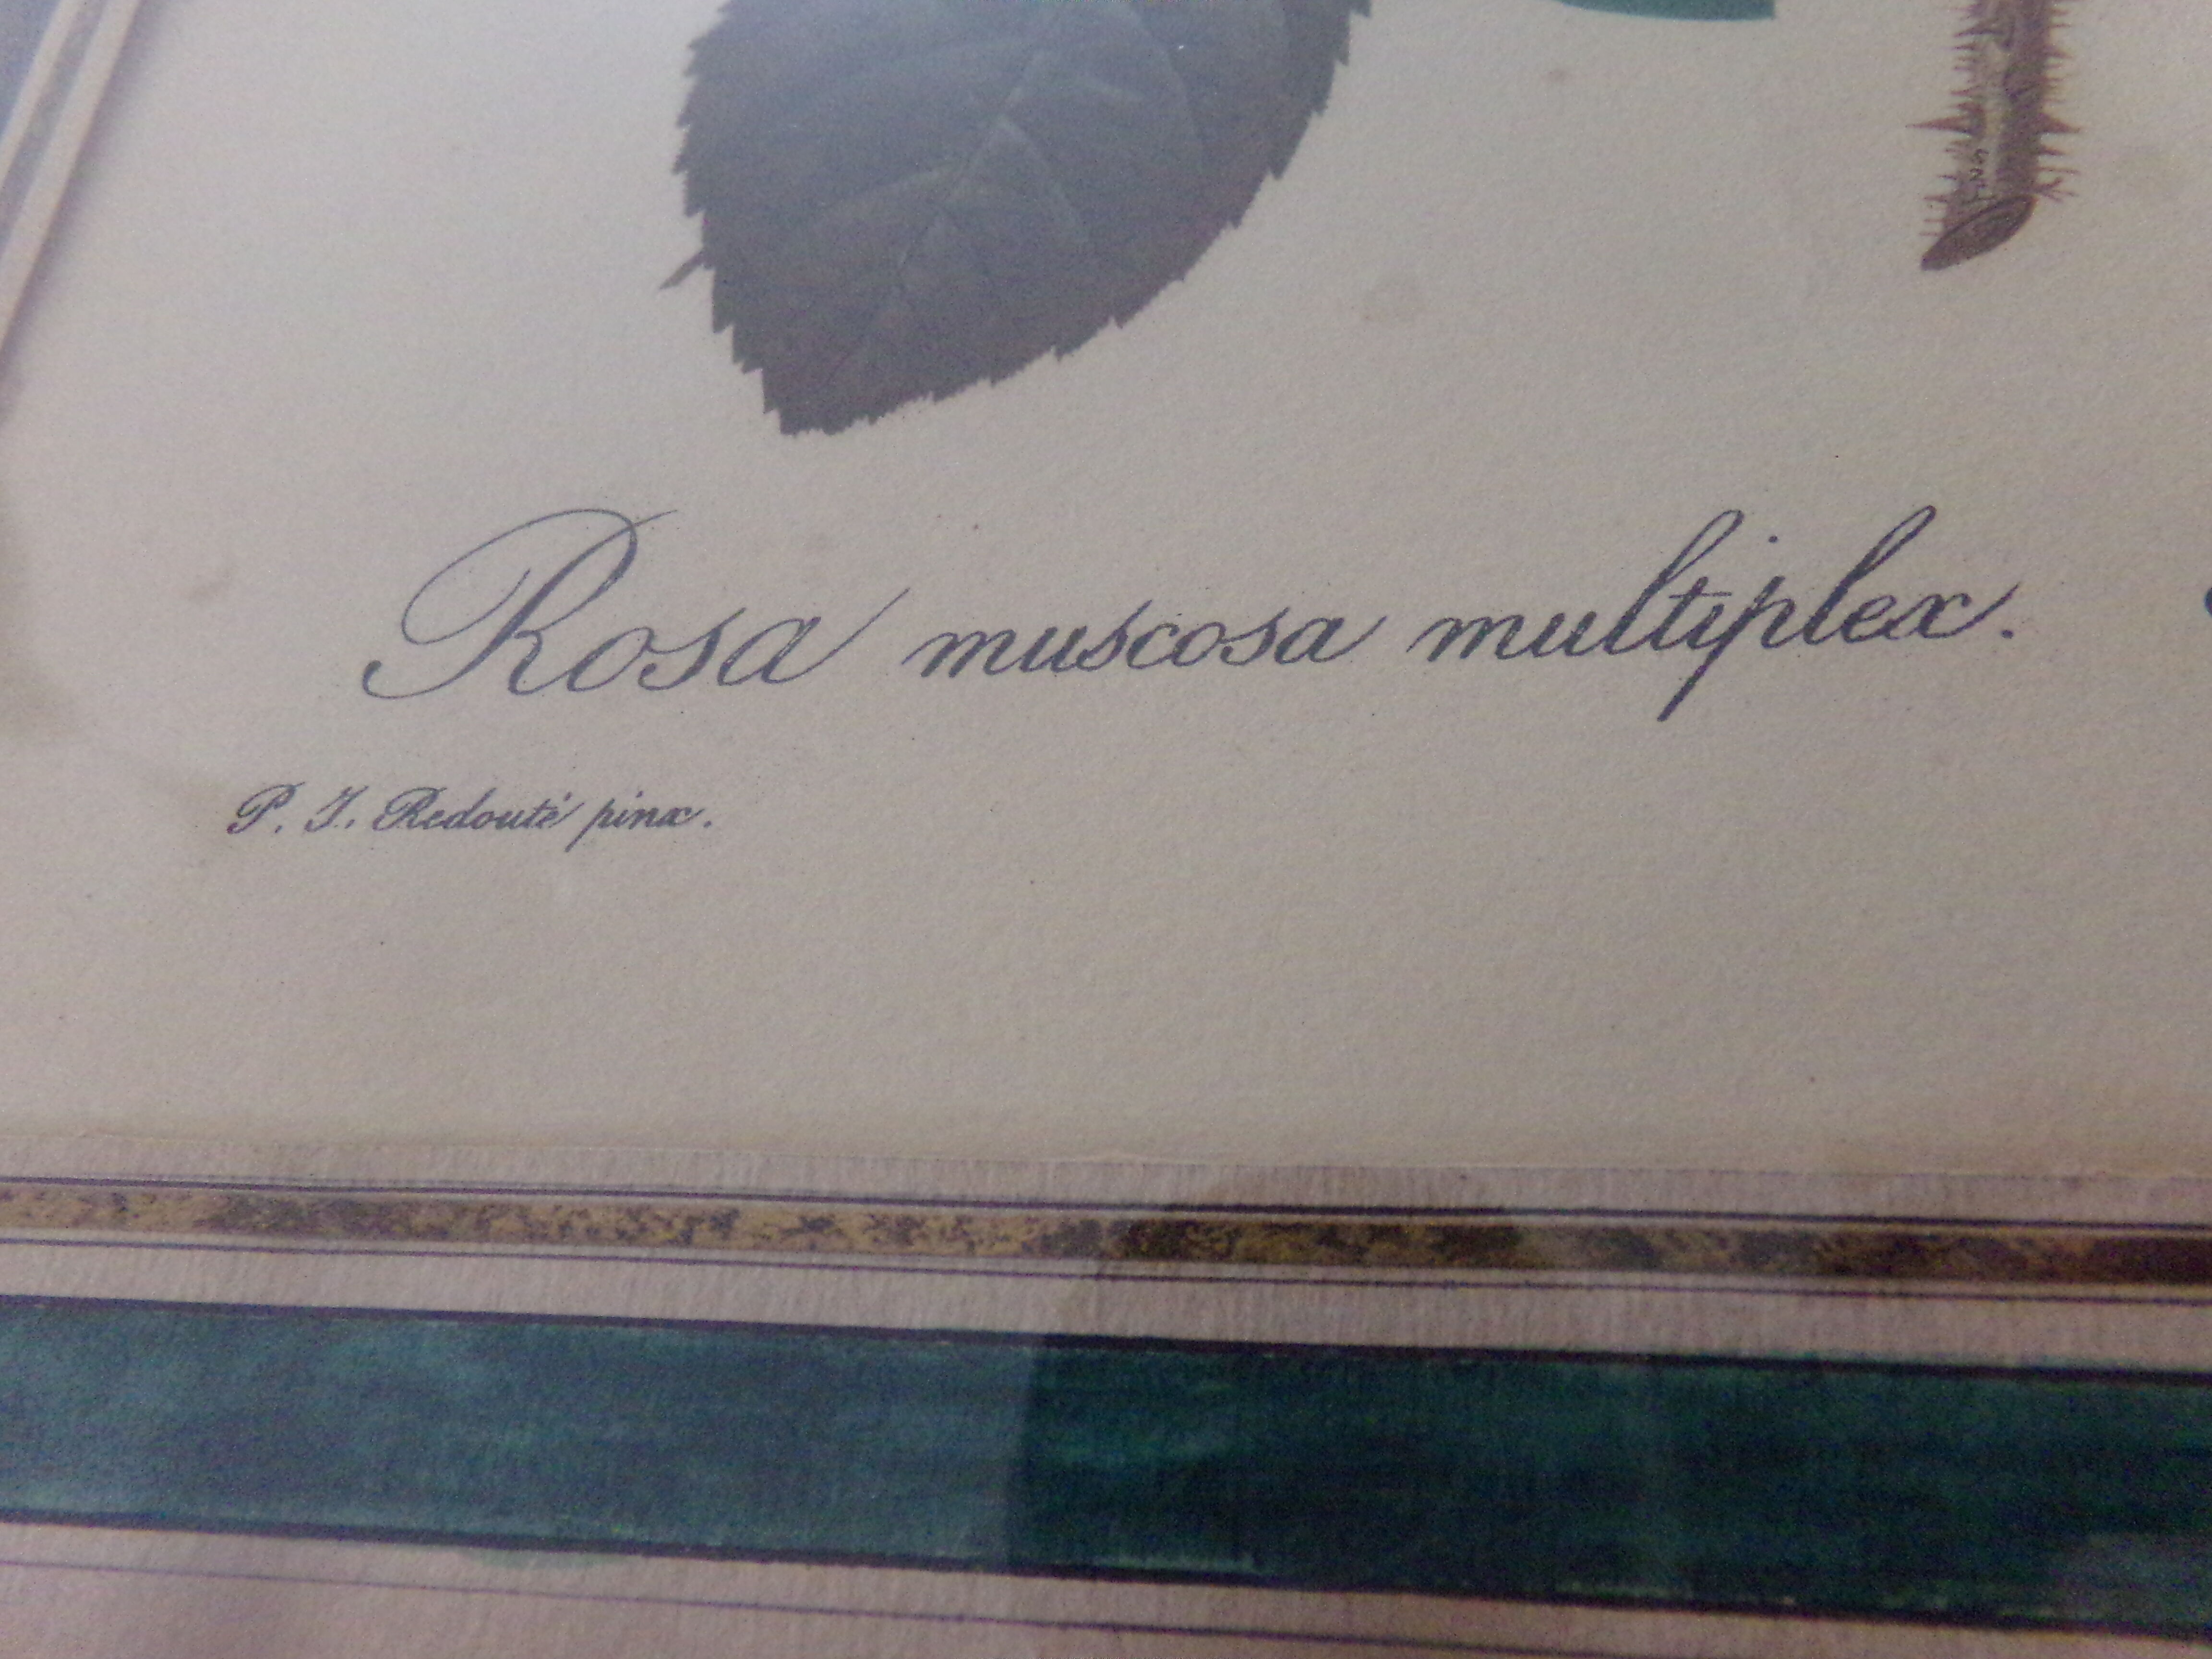 Rosa muscosa multiplex.
P. J. Redouté pinx.